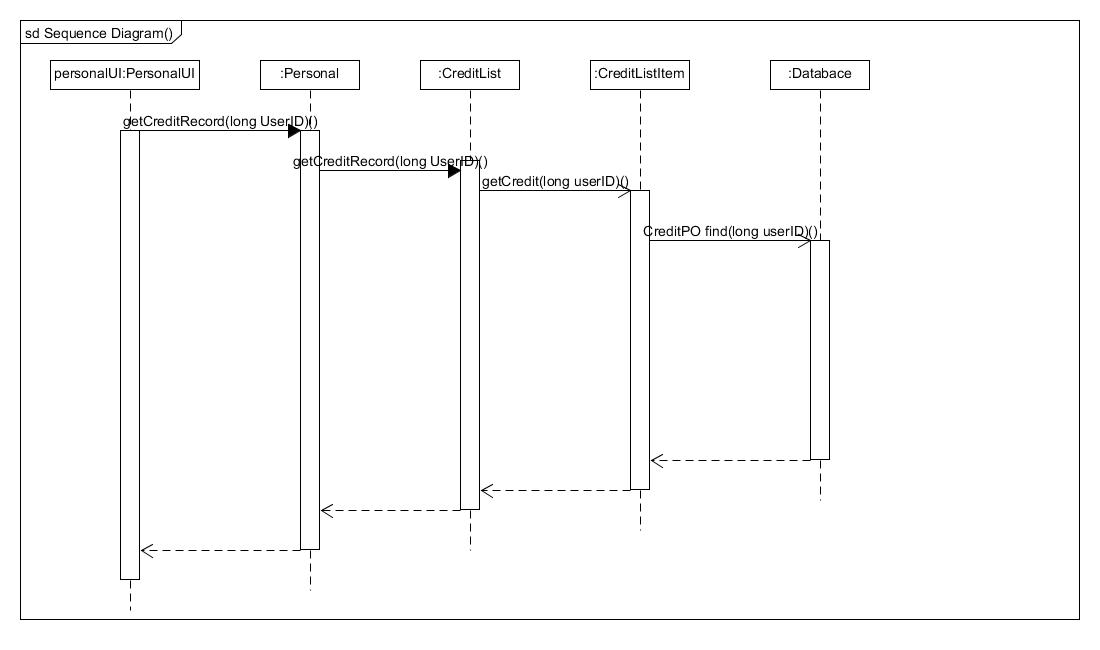 sd Sequence Diagram()
personalUI:PersonalUI
:Personal
:CreditList
:CreditListItem
:Databace
getCreditRecord(long UserID)()
getCreditRecord(long UserID)()
getCredit(long userID)()
CreditPO find(long userID)()